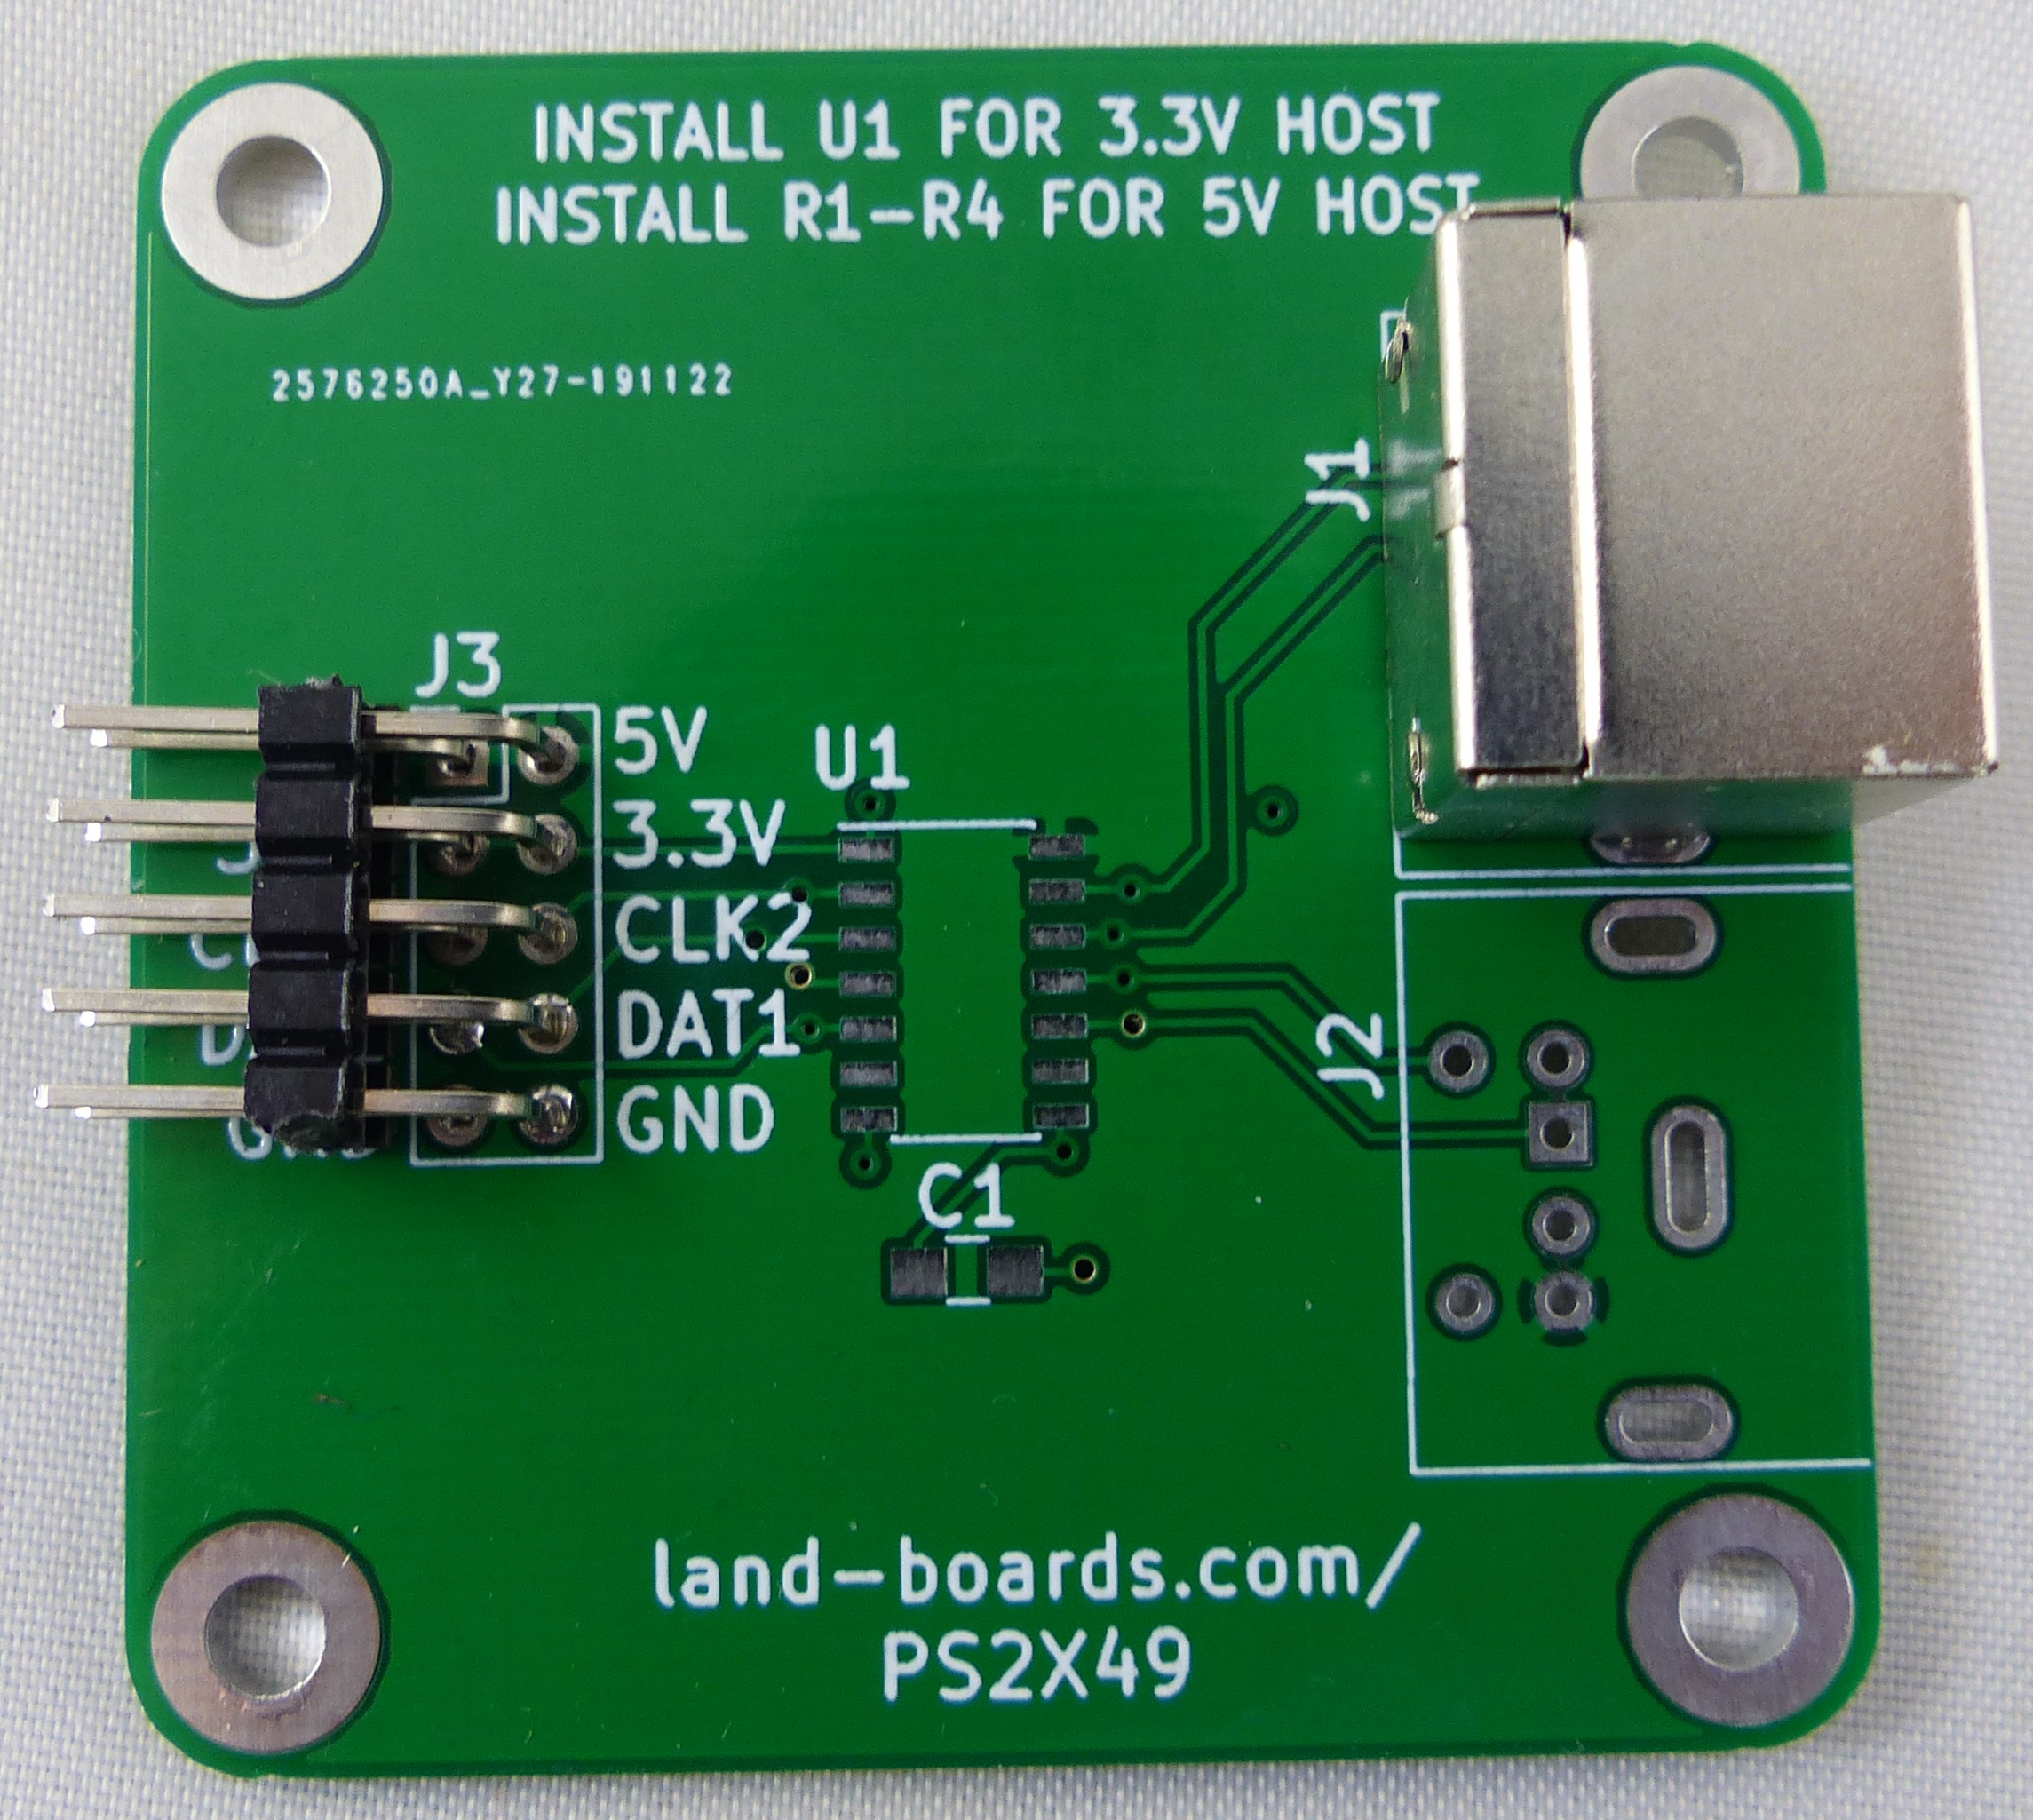 INSTALL U1 FOR 3.3V HOST
INSTALL R1-R4 FOR 5V HOST
2576250A_Y27-191122
J1
J3
5V
U1
3.3V
CLK2
DAT1
J2
GND
C1
land-boards.com/
PS2X49